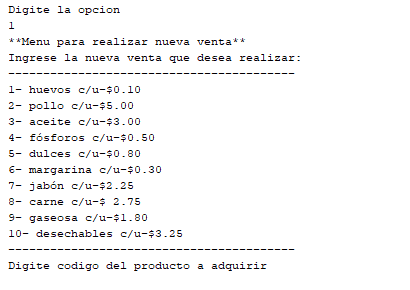 Digite la opcion
1
**Menu para realizar nueva venta**
Ingrese la nueva venta que desea realizar:
-----------------------------------------
1- huevos c/u-$0.10
2- pollo c/u-$5.00
3- aceite c/u-$3.00
4- fósforos c/u-$0.50
5- dulces c/u-$0.80
6- margarina c/u-$0.30
7- jabón c/u-$2.25
8- carne c/u-$ 2.75
9- gaseosa c/u-$1.80
10- desechables c/u-$3.25
-----------------------------------------
Digite codigo del producto a adquirir